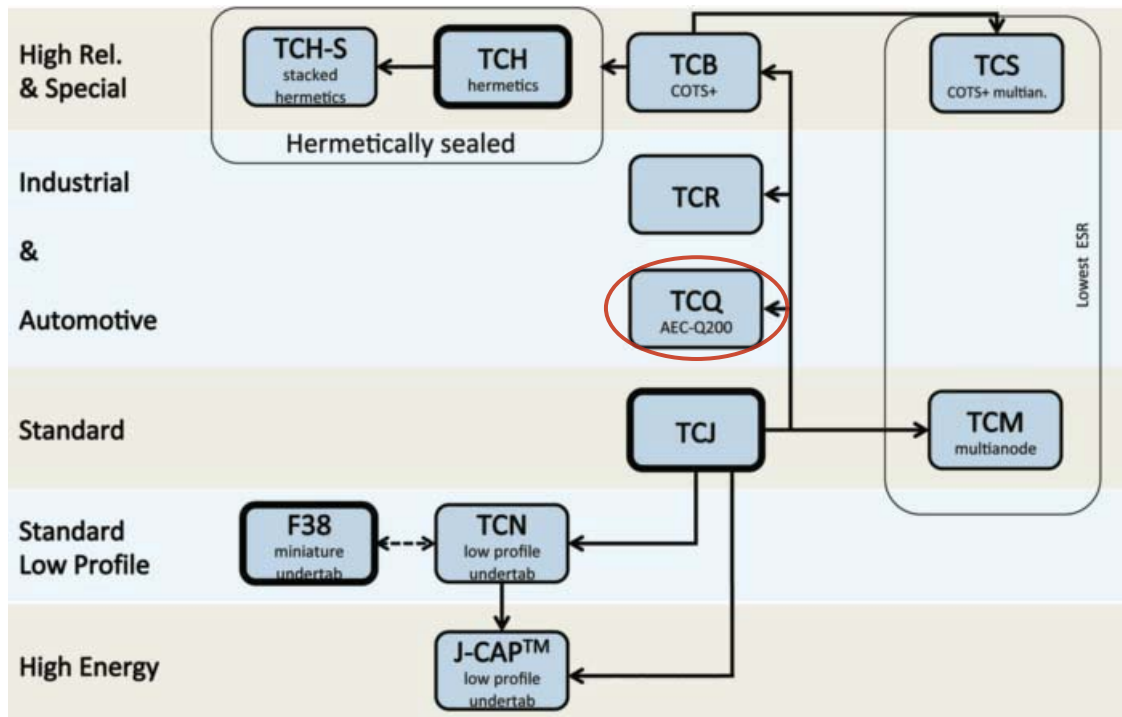 High Rel.
& Special
TCH-S
stacked
hermetics
TCH
hermetics
TCB
COTS+
TCS
COTS+ multian.
Hermetically sealed
Industrial
&
Automotive
TCR
TCQ
AEC-Q200
Lowest ESR
Standard
TCJ
TCM
multianode
Standard
Low Profile
F38
miniature
undertab
TCN
low profile
undertab
High Energy
J-CAP™
low profile
undertab